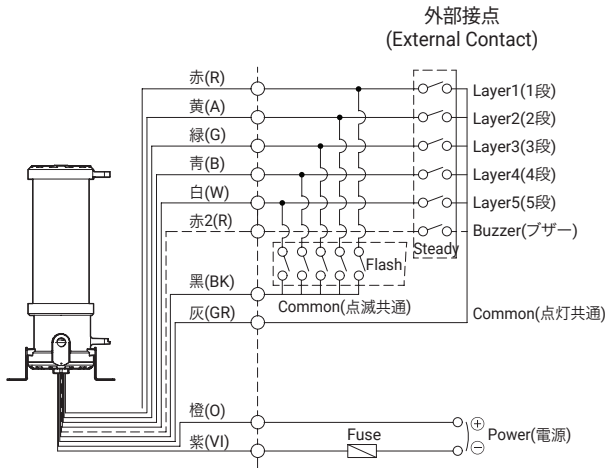 外部接点
(External Contact)
赤(R)
Layer1(1段)
黄(A)
Layer2(2段)
緑(G)
Layer3(3段)
青(B)
Layer4(4段)
白(W)
Layer5(5段)
赤2(R)
Buzzer(ブザー)
Steady
Flash
黒(BK)
Common(点滅共通)
灰(GR)
Common(点灯共通)
橙(O)
Fuse
Power(電源)
紫(VI)